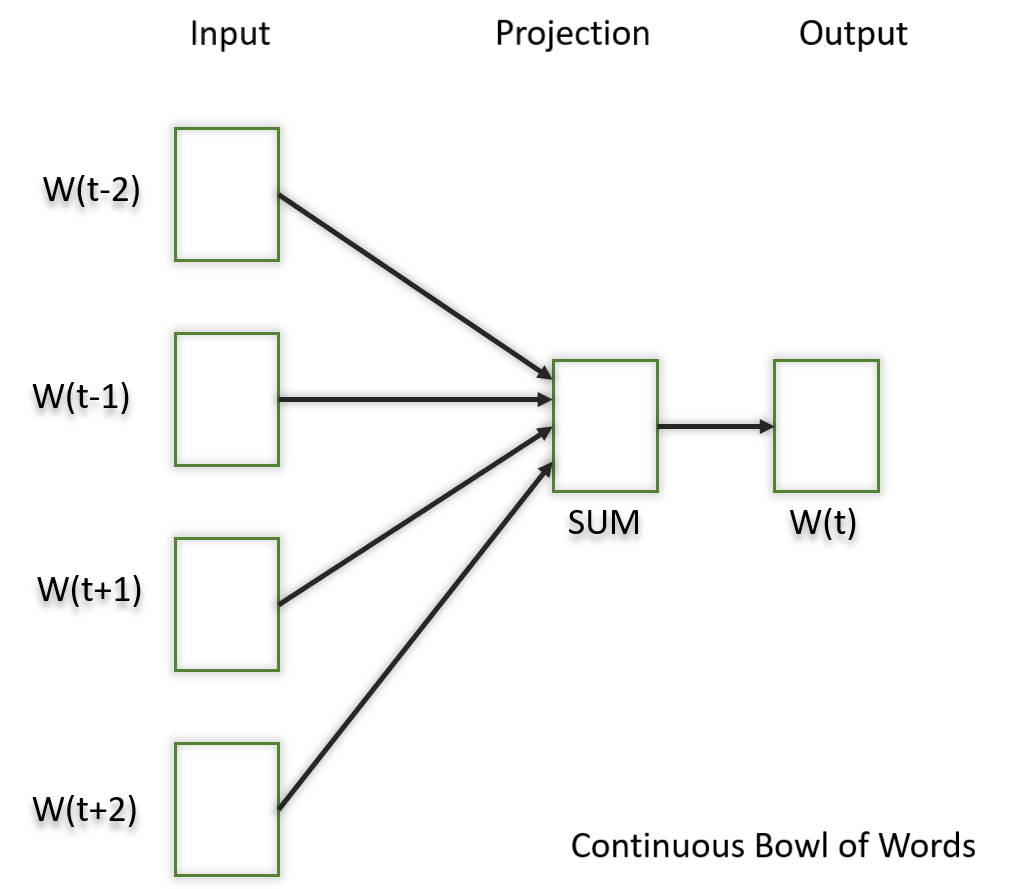 Input Projection Output
W(t-2)
W(t-1)
SUM W(t)
W(t+1)
W(t+2)
Continuous Bowl of Words